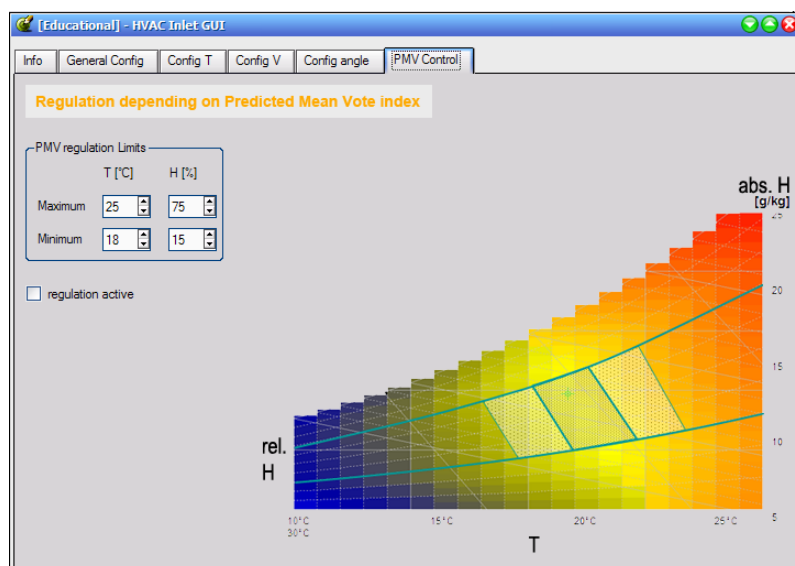 [Educational] - HVAC Inlet GUI
Info General Config Config T Config V Config angle PMV Control
Regulation depending on Predicted Mean Vote index
PMV regulation Limits
T [°C] H [%]
Maximum 25 75
Minimum 18 15
regulation active
abs. H
[g/kg]
25
20
15
10
5
rel.
H
10°C 15°C 20°C 25°C
30°C
T